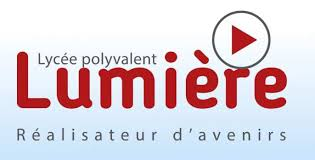 Lycée polyvalent
Lumière
Réalisateur d'avenirs